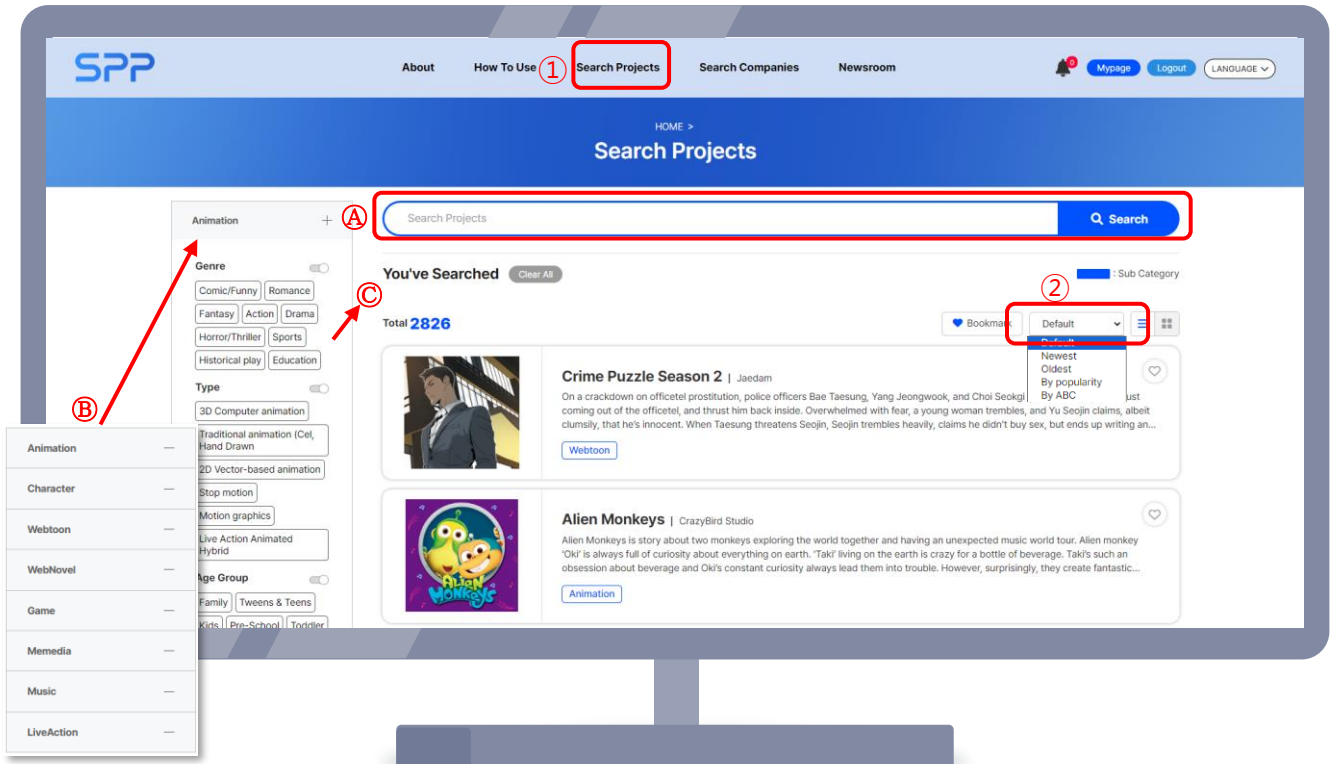 SPP
About
How To Use
①
Search Projects
Search Companies
Newsroom
0
Mypage
Logout
LANGUAGE
HOME >
Search Projects
Animation +
Ⓐ
Search Projects
Search
Genre
Comic/Funny Romance
Fantasy Action Drama
Horror/Thriller Sports
Historical play Education
Type
3D Computer animation
Traditional animation (Cel,
Hand Drawn
2D Vector-based animation
Stop motion
Motion graphics
Live Action Animated
Hybrid
Age Group
Family Tweens & Teens
Kids Pre-School Toddler
Ⓑ
Animation —
Character —
Webtoon —
WebNovel —
Game —
Memedia —
Music —
LiveAction —
Ⓒ
You've Searched Clear All
: Sub Category
②
Total 2826
Bookmark
Default
Default
Newest
Oldest
By popularity
By ABC
Crime Puzzle Season 2 | Jaedam
On a crackdown on officetel prostitution, police officers Bae Taesung, Yang Jeongwook, and Choi Seokgi ust
coming out of the officetel, and thrust him back inside. Overwhelmed with fear, a young woman trembles, and Yu Seojin claims, albeit
clumsily, that he's innocent. When Taesung threatens Seojin, Seojin trembles heavily, claims he didn't buy sex, but ends up writing an...
Webtoon
ALIEN
MONKEYS
Alien Monkeys | CrazyBird Studio
Alien Monkeys is story about two monkeys exploring the world together and having an unexpected music world tour. Alien monkey
'Oki' is always full of curiosity about everything on earth. 'Taki' living on the earth is crazy for a bottle of beverage. Taki's such an
obsession about beverage and Oki's constant curiosity always lead them into trouble. However, surprisingly, they create fantastic...
Animation